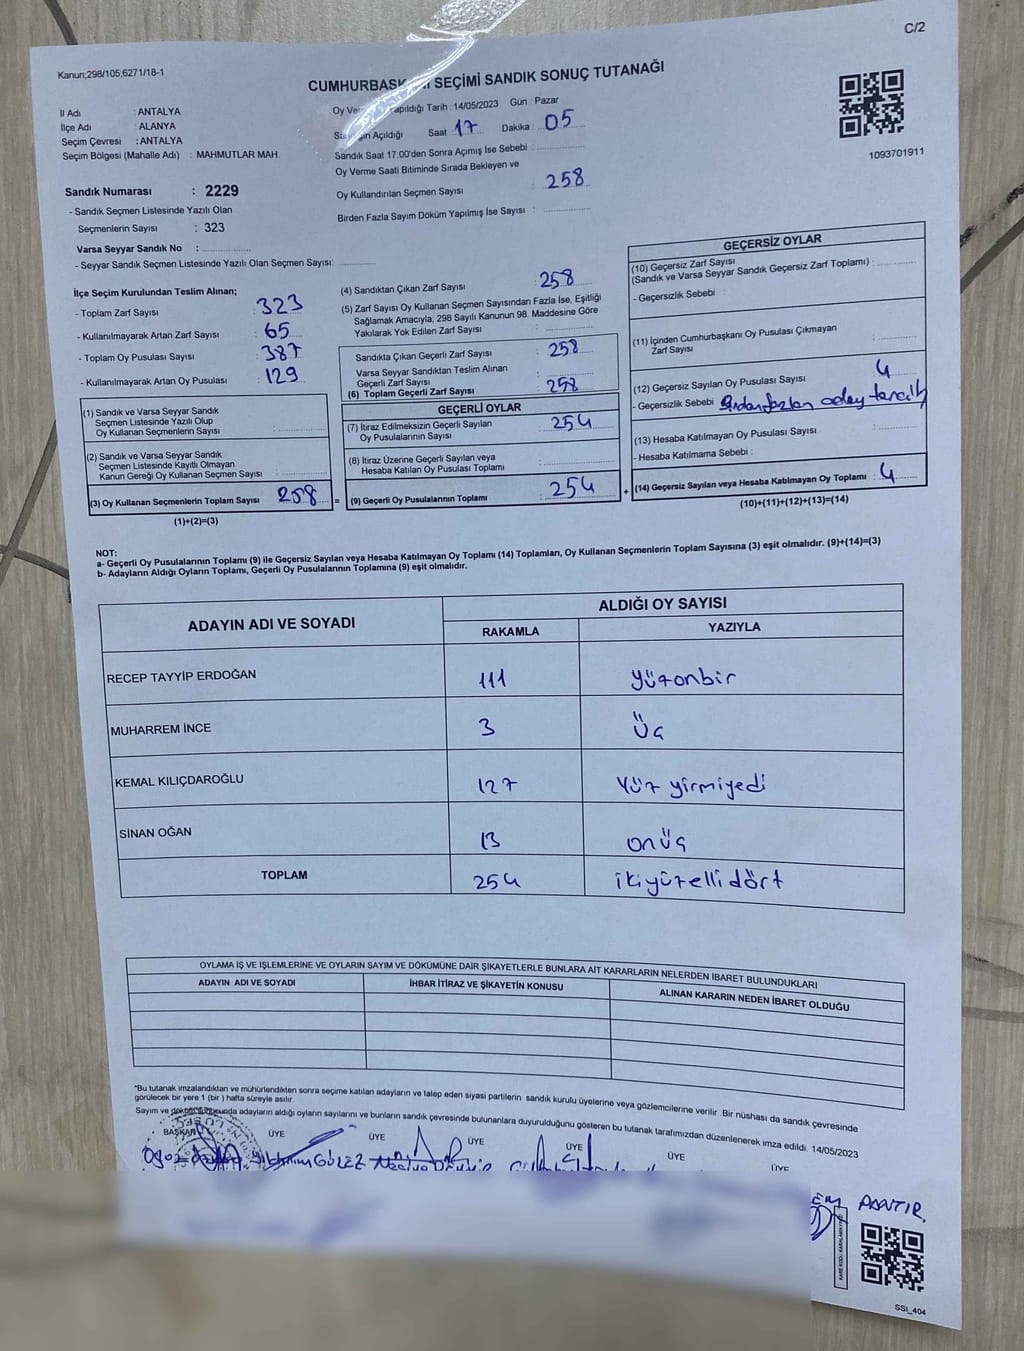 C/2
Kanun;298/105;6271/18-1
SEÇİMİ SANDIK SONUÇ TUTANAĞI
İl Adı : ANTALYA
İlçe Adı : ALANYA
Seçim Çevresi : ANTALYA
Seçim Bölgesi (Mahalle Adı) : MAHMUTLAR MAH.
Sandık Numarası : 2229
- Sandık Seçmen Listesinde Yazılı Olan
Seçmenlerin Sayısı : 323
Varsa Seyyar Sandık No :
- Seyyar Sandık Seçmen Listesinde Yazılı Olan Seçmen Sayısı:
Tarih : 14/05/2023 Gün : Pazar
Açıldığı Saat 17 Dakika : 05
Sandık Saat 17:00'den Sonra Açımış İse Sebebi :
Oy Verme Saati Bitiminde Sırada Bekleyen ve
Oy Kullandırılan Seçmen Sayısı : 258
Birden Fazla Sayım Döküm Yapılmış İse Sayısı :
1093701911
İlçe Seçim Kurulundan Teslim Alınan;
- Toplam Zarf Sayısı : 323
- Kullanılmayarak Artan Zarf Sayısı : 65
- Toplam Oy Pusulası Sayısı : 387
- Kullanılmayarak Artan Oy Pusulası : 129
(1) Sandık ve Varsa Seyyar Sandık
Seçmen Listesinde Yazılı Olup
Oy Kullanan Seçmenlerin Sayısı :
(2) Sandık ve Varsa Seyyar Sandık
Seçmen Listesinde Kayıtlı Olmayan
Kanun Gereği Oy Kullanan Seçmen Sayısı :
(3) Oy Kullanan Seçmenlerin Toplam Sayısı : 258
(1)+(2)=(3)
(4) Sandıktan Çıkan Zarf Sayısı : 258
(5) Zarf Sayısı Oy Kullanan Seçmen Sayısından Fazla İse, Eşitliği
Sağlamak Amacıyla; 298 Sayılı Kanunun 98. Maddesine Göre
Yakılarak Yok Edilen Zarf Sayısı :
Sandıkta Çıkan Geçerli Zarf Sayısı : 258
Varsa Seyyar Sandıktan Teslim Alınan
Geçerli Zarf Sayısı :
(6) Toplam Geçerli Zarf Sayısı : 258
GEÇERLİ OYLAR
(7) İtiraz Edilmeksizin Geçerli Sayılan
Oy Pusulalarının Sayısı : 254
(8) İtiraz Üzerine Geçerli Sayılan veya
Hesaba Katılan Oy Pusulası Toplamı :
= (9) Geçerli Oy Pusulalarının Toplamı : 254
GEÇERSİZ OYLAR
(10) Geçersiz Zarf Sayısı
(Sandık ve Varsa Seyyar Sandık Geçersiz Zarf Toplamı) :
- Geçersizlik Sebebi :
(11) İçinden Cumhurbaşkanı Oy Pusulası Çıkmayan
Zarf Sayısı :
(12) Geçersiz Sayılan Oy Pusulası Sayısı : 4
- Geçersizlik Sebebi aday tercih
(13) Hesaba Katılmayan Oy Pusulası Sayısı :
- Hesaba Katılmama Sebebi :
+ (14) Geçersiz Sayılan veya Hesaba Katılmayan Oy Toplamı : 4
(10)+(11)+(12)+(13)=(14)
NOT:
a- Geçerli Oy Pusulalarının Toplamı (9) ile Geçersiz Sayılan veya Hesaba Katılmayan Oy Toplamı (14) Toplamları, Oy Kullanan Seçmenlerin Toplam Sayısına (3) eşit olmalıdır. (9)+(14)=(3)
b- Adayların Aldığı Oyların Toplamı, Geçerli Oy Pusulalarının Toplamına (9) eşit olmalıdır.
ADAYIN ADI VE SOYADI
ALDIĞI OY SAYISI
RAKAMLA YAZIYLA
RECEP TAYYİP ERDOĞAN 111 yüzonbir
MUHARREM İNCE 3 Üç
KEMAL KILIÇDAROĞLU 127 Yüz yirmiyedi
SİNAN OĞAN 13 onüç
TOPLAM 254 ikiyüzellidört
OYLAMA İŞ VE İŞLEMLERİNE VE OYLARIN SAYIM VE DÖKÜMÜNE DAİR ŞİKAYETLERLE BUNLARA AİT KARARLARIN NELERDEN İBARET BULUNDUKLARI
ADAYIN ADI VE SOYADI İHBAR İTİRAZ VE ŞİKAYETİN KONUSU ALINAN KARARIN NEDEN İBARET OLDUĞU
*Bu tutanak imzalandıktan ve mühürlendikten sonra seçime katılan adayların ve talep eden siyasi partilerin sandık kurulu üyelerine veya gözlemcilerine verilir. Bir nüshası da sandık çevresinde
görülecek bir yere 1 (bir ) hafta süreyle asılır.
Sayım ve adayların aldığı oyların sayılarını ve bunların sandık çevresinde bulunanlara duyurulduğunu gösteren bu tutanak tarafımızdan düzenlenerek imza edildi. 14/05/2023
BAŞKAN ÜYE ÜYE ÜYE ÜYE ÜYE ÜYE
GÜLEZ
SSI_404